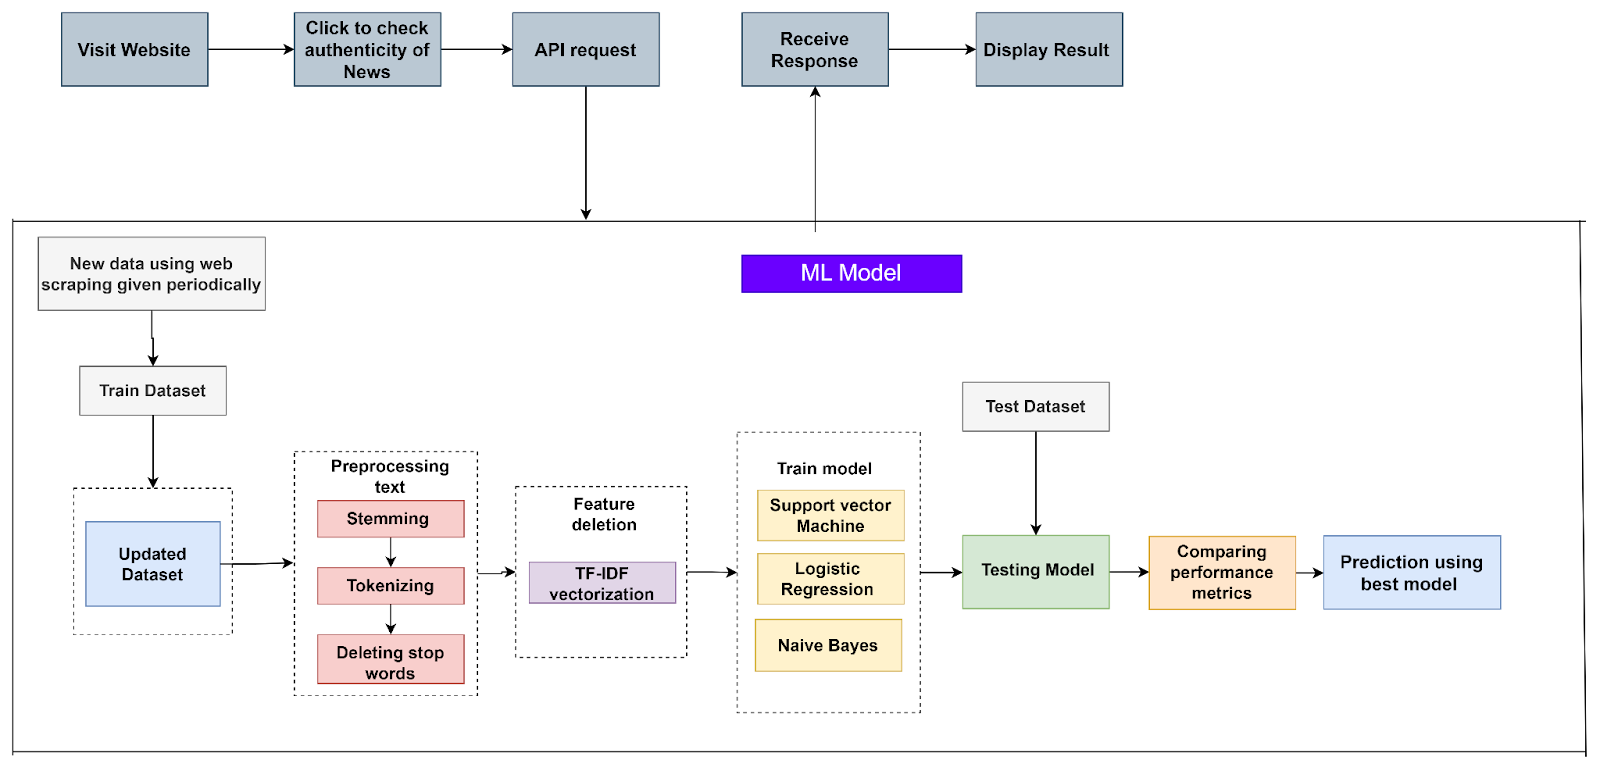 Visit Website
Click to check
authenticity of
News
API request
Receive
Response
Display Result
New data using web
scraping given periodically
ML Model
Train Dataset
Test Dataset
Updated
Dataset
Preprocessing
text
Stemming
Tokenizing
Deleting stop
words
Feature
deletion
TF-IDF
vectorization
Train model
Support vector
Machine
Logistic
Regression
Naive Bayes
Testing Model
Comparing
performance
metrics
Prediction using
best model